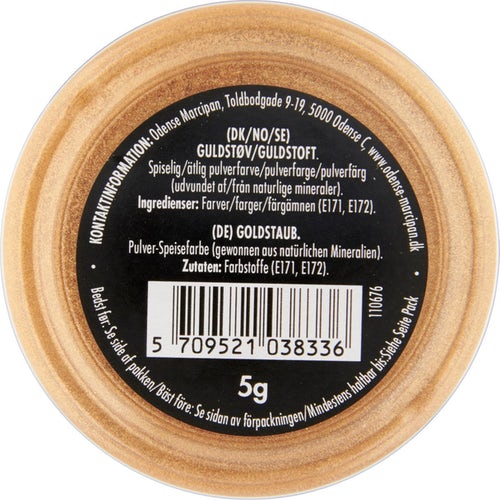 KONTAKTINFORMATION: Odense Marcipan, Toldbodgade 9-19, 5000 Odense C, www.odense-marcipan.dk
(DK/NO/SE)
GULDSTØV/GULDSTOFT.
Spiselig/ätlig pulverfarve/pulverfarge/pulverfärg
(udvundet af/från naturlige mineraler).
Ingredienser: Farver/farger/färgämnen (E171, E172).
(DE) GOLDSTAUB.
Pulver-Speisefarbe (gewonnen aus natürlichen Mineralien).
Zutaten: Farbstoffe (E171, E172).
110676
5 709521 038336
5g
Bedst før: Se side af pakken/Bäst före: Se sidan av förpackningen/Mindestens haltbar bis:Siehe Seite Pack